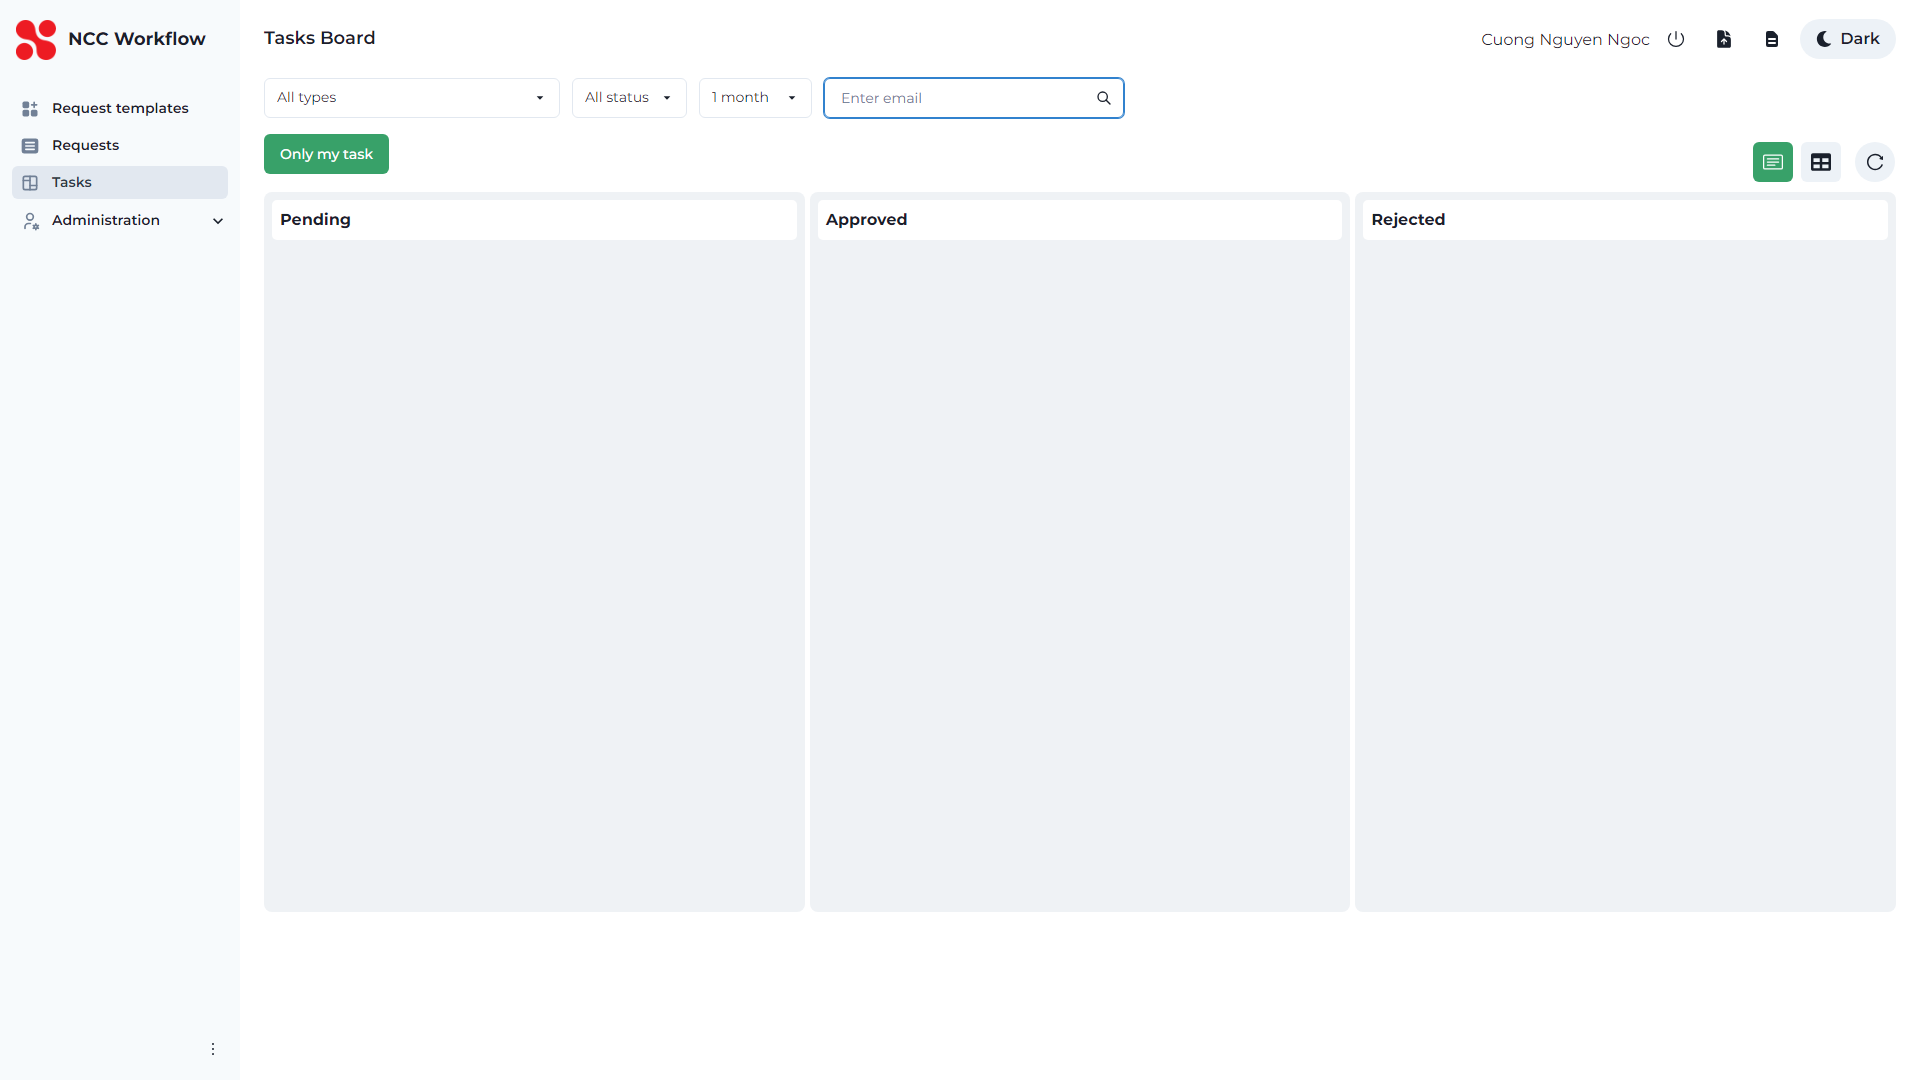 NCC Workflow
Request templates
Requests
Tasks
Administration
Tasks Board
Cuong Nguyen Ngoc
Dark
All types
All status
1 month
Enter email
Only my task
Pending
Approved
Rejected